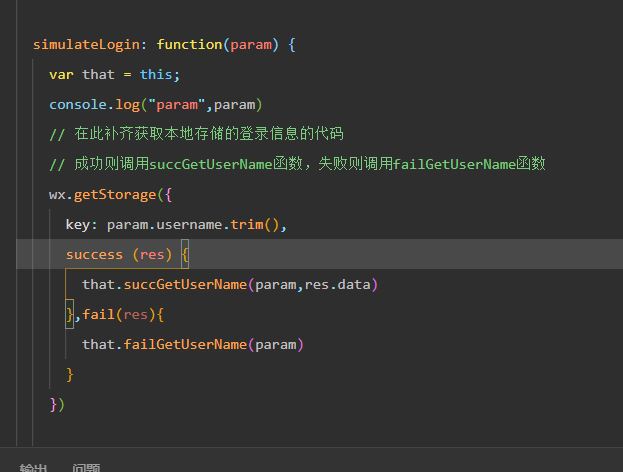 simulateLogin: function(param) {
var that = this;
console.log("param",param)
// 在此补齐获取本地存储的登录信息的代码
// 成功则调用succGetUserName函数，失败则调用failGetUserName函数
wx.getStorage({
key: param.username.trim(),
success (res) {
that.succGetUserName(param,res.data)
},fail(res){
that.failGetUserName(param)
}
})
输出 问题